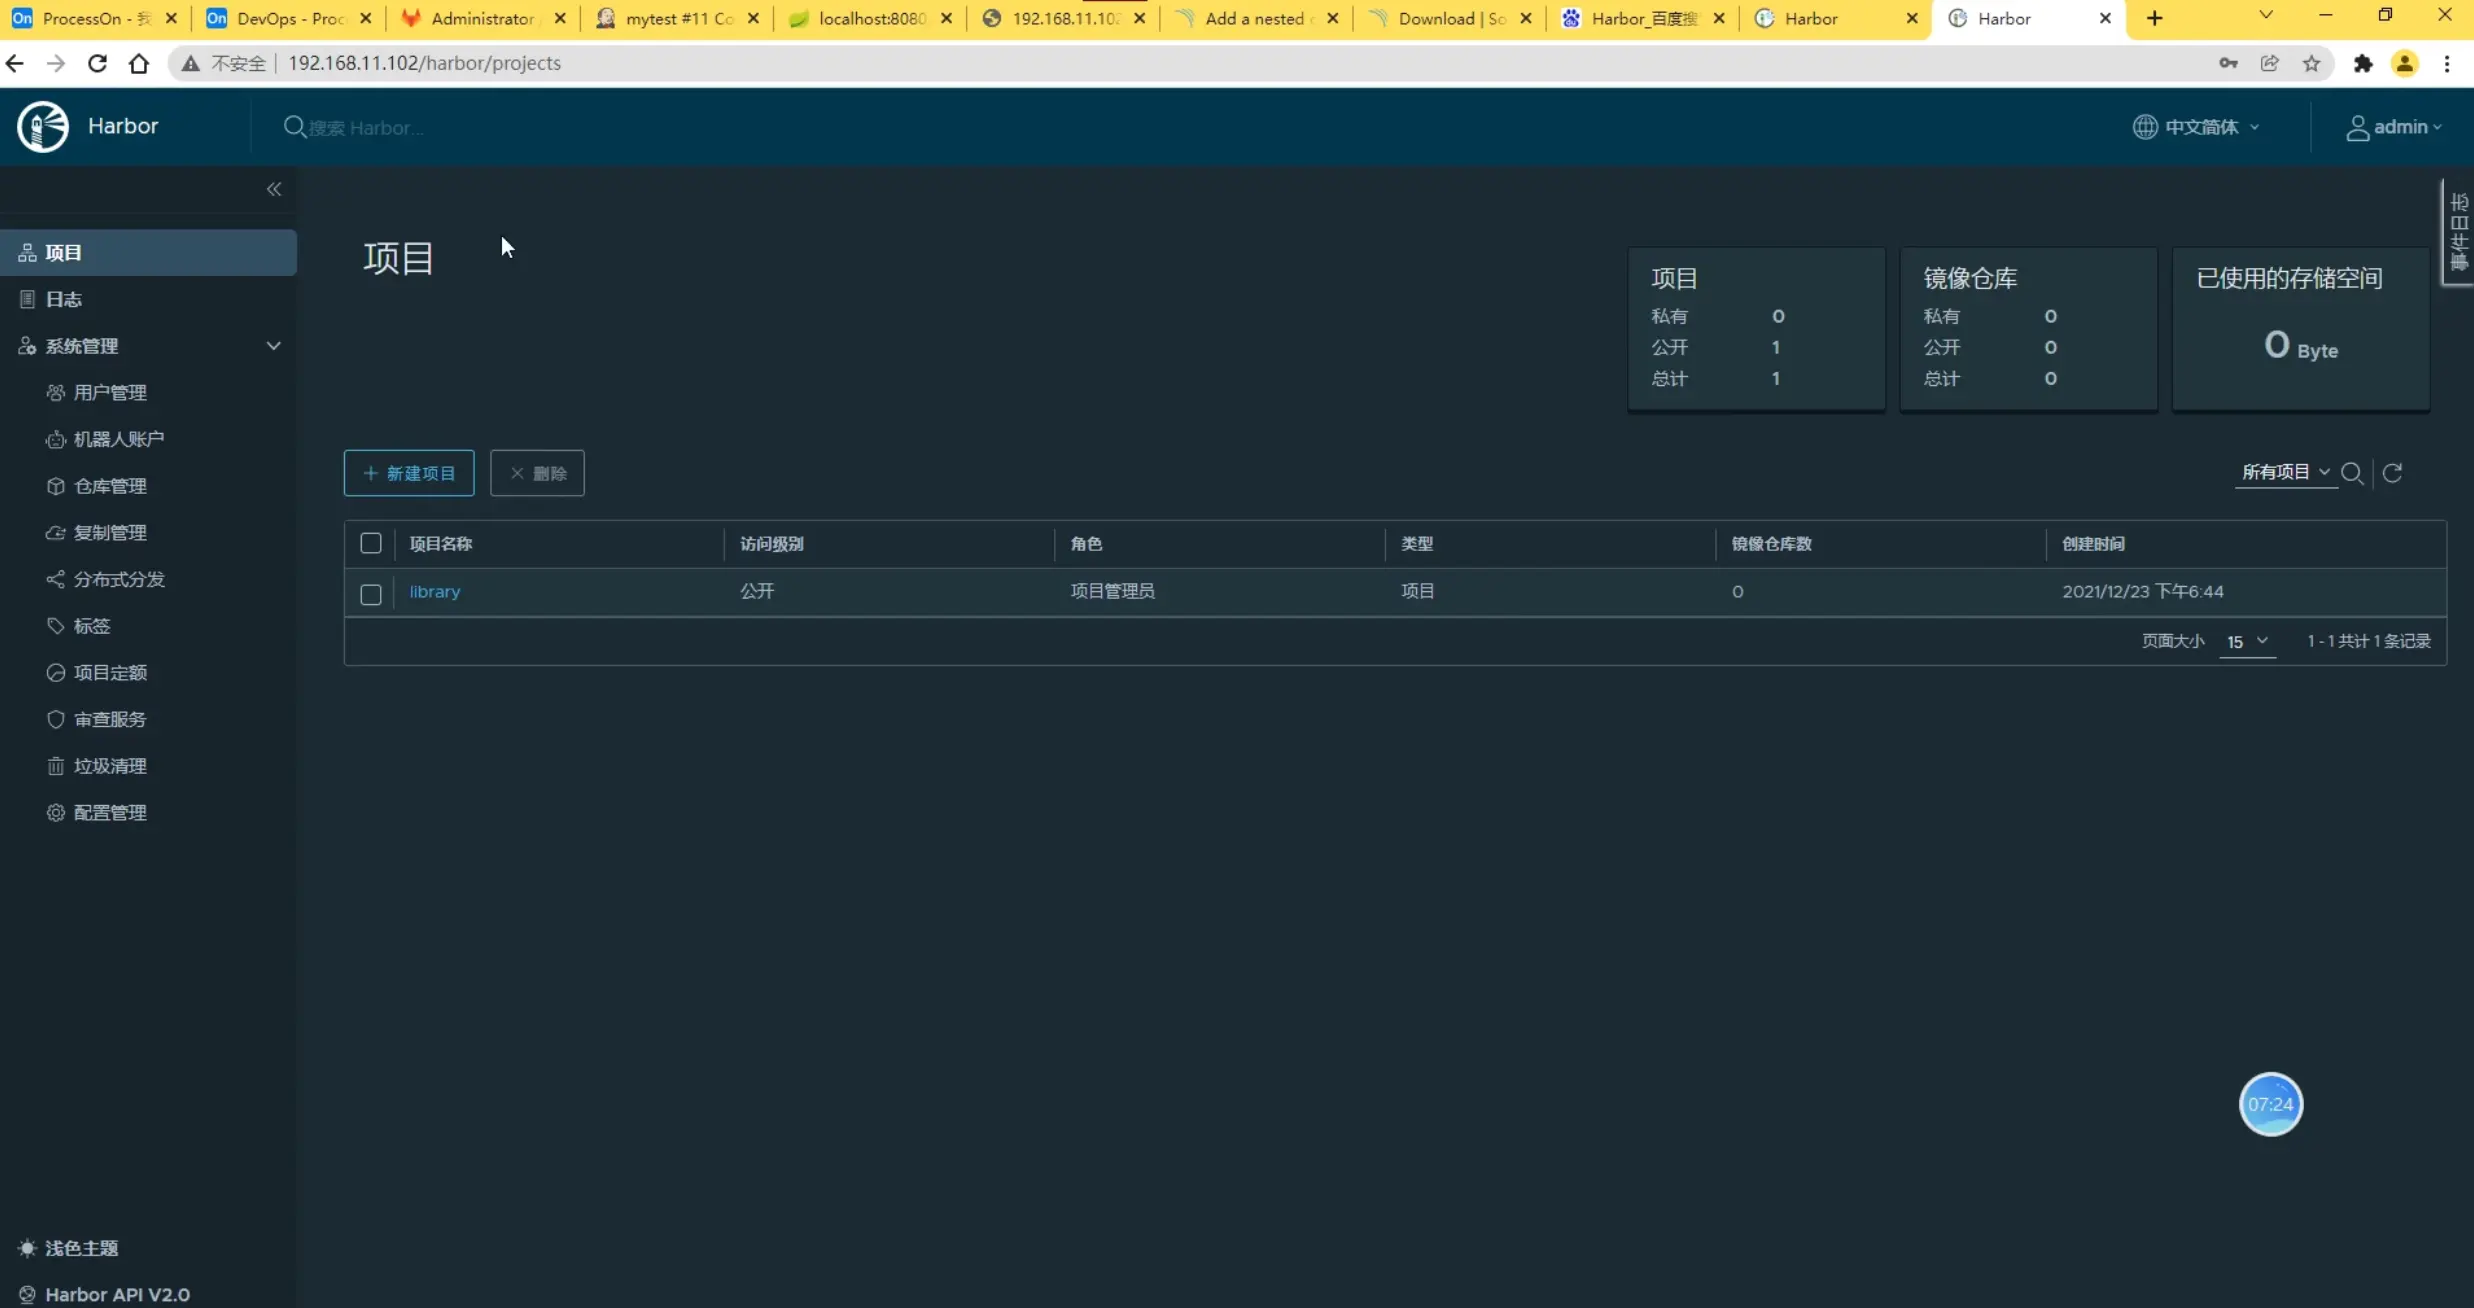 ProcessOn - 我
DevOps - Proc
Administrator
mytest #11 Co
localhost:8080
192.168.11.102
Add a nested
Download | So
Harbor_百度搜
Harbor
Harbor
不安全
192.168.11.102/harbor/projects
Harbor
搜索 Harbor...
中文简体
admin
事件日志
项目
日志
系统管理
用户管理
机器人账户
仓库管理
复制管理
分布式分发
标签
项目定额
审查服务
垃圾清理
配置管理
浅色主题
Harbor API V2.0
项目
项目
私有 0
公开 1
总计 1
镜像仓库
私有 0
公开 0
总计 0
已使用的存储空间
0 Byte
新建项目
删除
所有项目
项目名称 访问级别 角色 类型 镜像仓库数 创建时间
library 公开 项目管理员 项目 0 2021/12/23 下午6:44
页面大小 15 1 - 1 共计 1 条记录
07:24